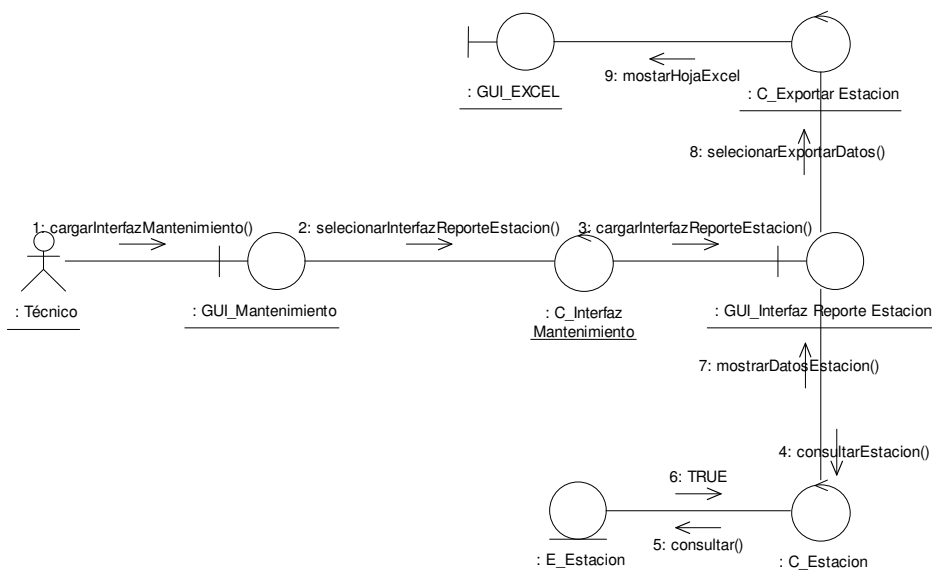 9: mostarHojaExcel
: GUI_EXCEL
: C_Exportar Estacion
8: selecionarExportarDatos()
1: cargarInterfazMantenimiento()
2: selecionarInterfazReporteEstacion()
3: cargarInterfazReporteEstacion()
: Técnico
: GUI_Mantenimiento
: C_Interfaz
Mantenimiento
: GUI_Interfaz Reporte Estacion
7: mostrarDatosEstacion()
4: consultarEstacion()
6: TRUE
5: consultar()
: E_Estacion
: C_Estacion